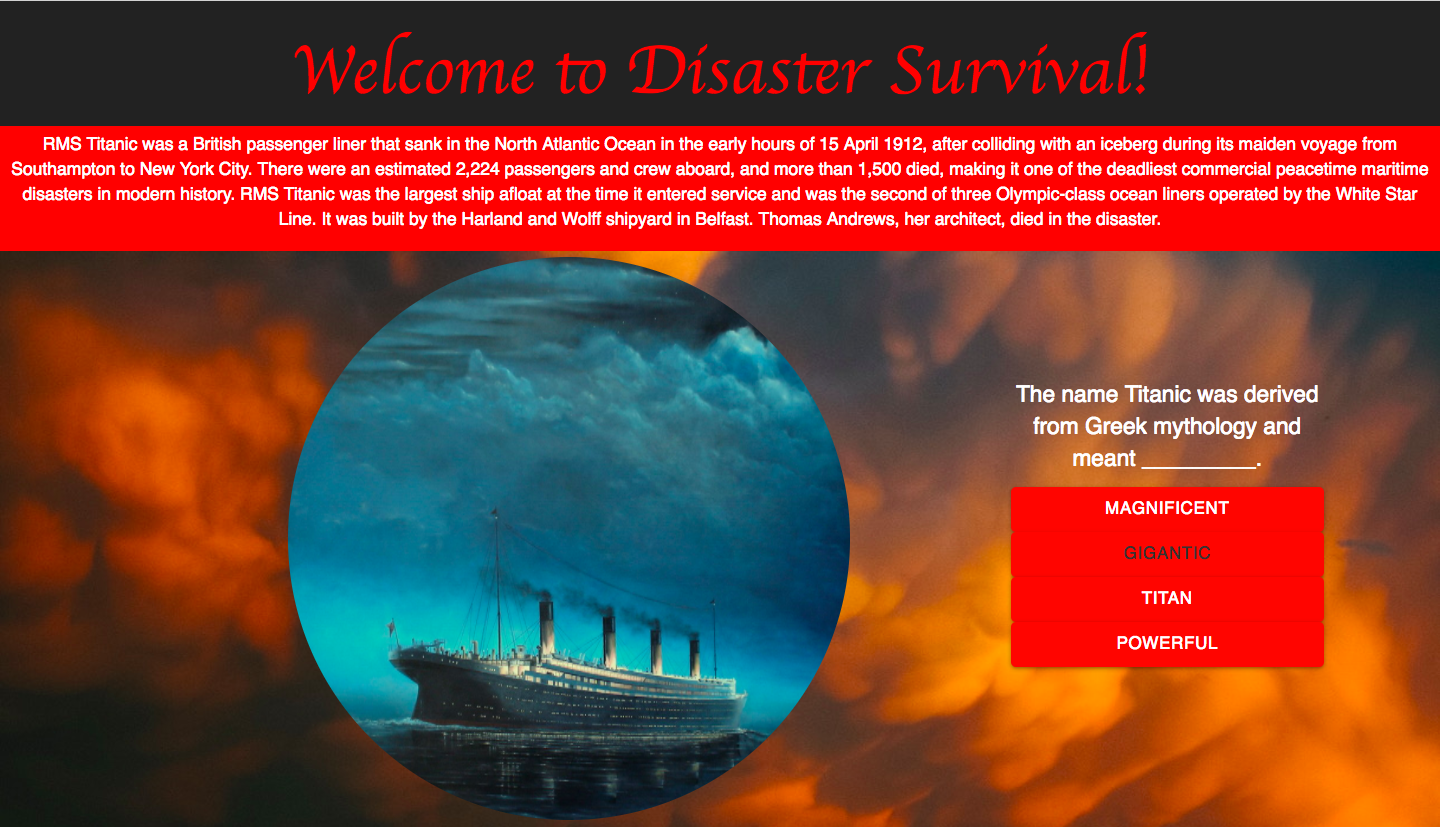 Welcome to Disaster Survival!
RMS Titanic was a British passenger liner that sank in the North Atlantic Ocean in the early hours of 15 April 1912, after colliding with an iceberg during its maiden voyage from
Southampton to New York City. There were an estimated 2,224 passengers and crew aboard, and more than 1,500 died, making it one of the deadliest commercial peacetime maritime
disasters in modern history. RMS Titanic was the largest ship afloat at the time it entered service and was the second of three Olympic-class ocean liners operated by the White Star
Line. It was built by the Harland and Wolff shipyard in Belfast. Thomas Andrews, her architect, died in the disaster.
The name Titanic was derived
from Greek mythology and
meant __________.
MAGNIFICENT
GIGANTIC
TITAN
POWERFUL